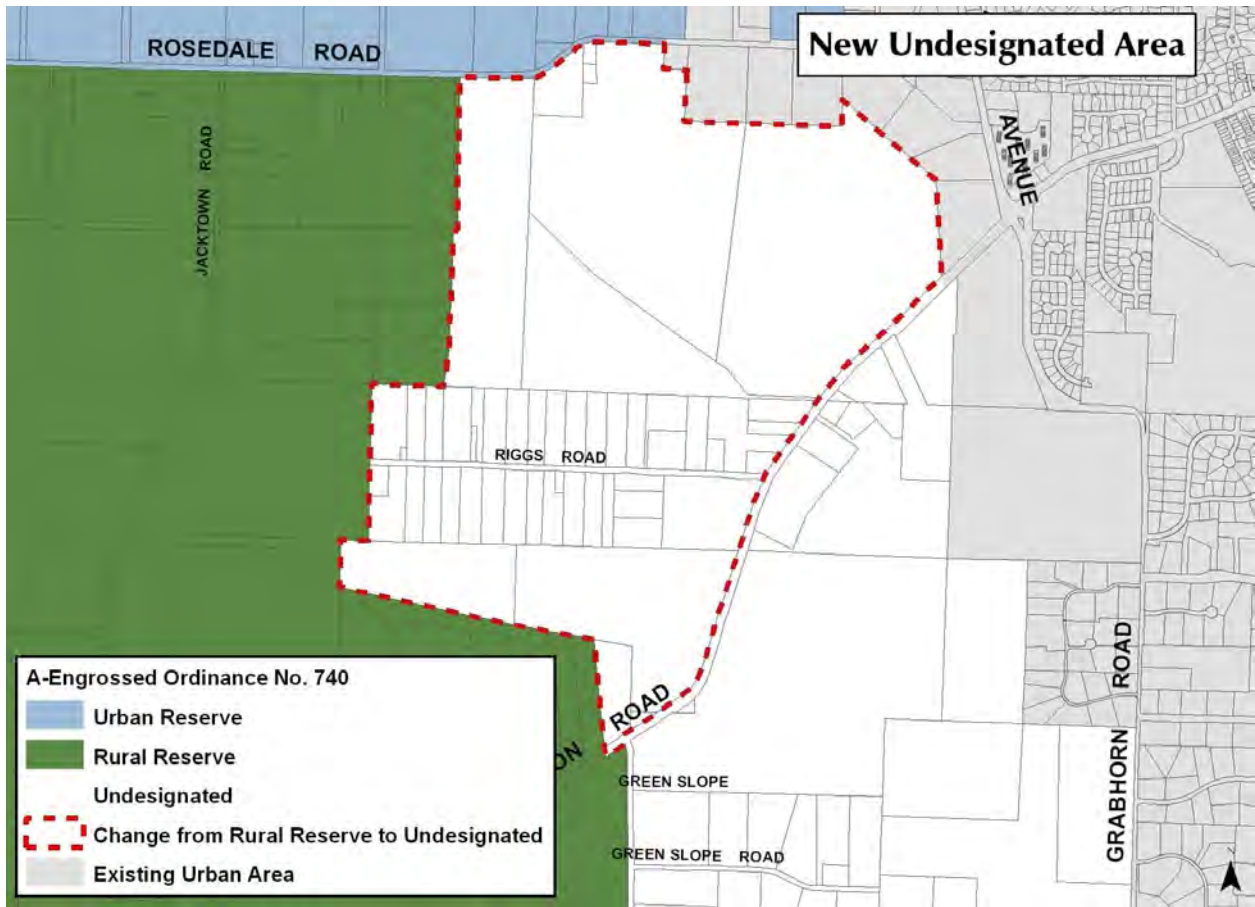 New Undesignated Area
ROSEDALE ROAD
AVENUE
JACKTOWN ROAD
RIGGS ROAD
ROAD
ON
GREEN SLOPE
GREEN SLOPE ROAD
GRABHORN ROAD
A-Engrossed Ordinance No. 740
Urban Reserve
Rural Reserve
Undesignated
Change from Rural Reserve to Undesignated
Existing Urban Area